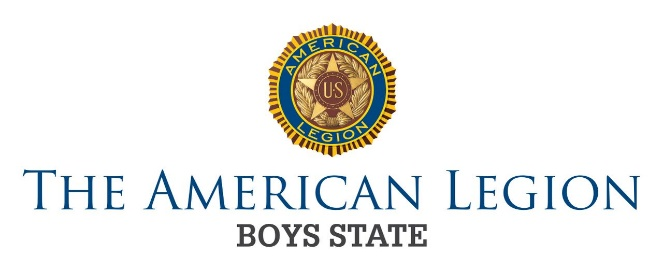 AMERICAN
U.S
LEGION
THE AMERICAN LEGION
BOYS STATE